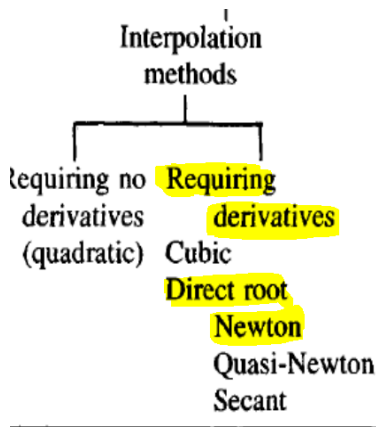 Interpolation
methods
Requiring no
derivatives
(quadratic)
Requiring
derivatives
Cubic
Direct root
Newton
Quasi-Newton
Secant